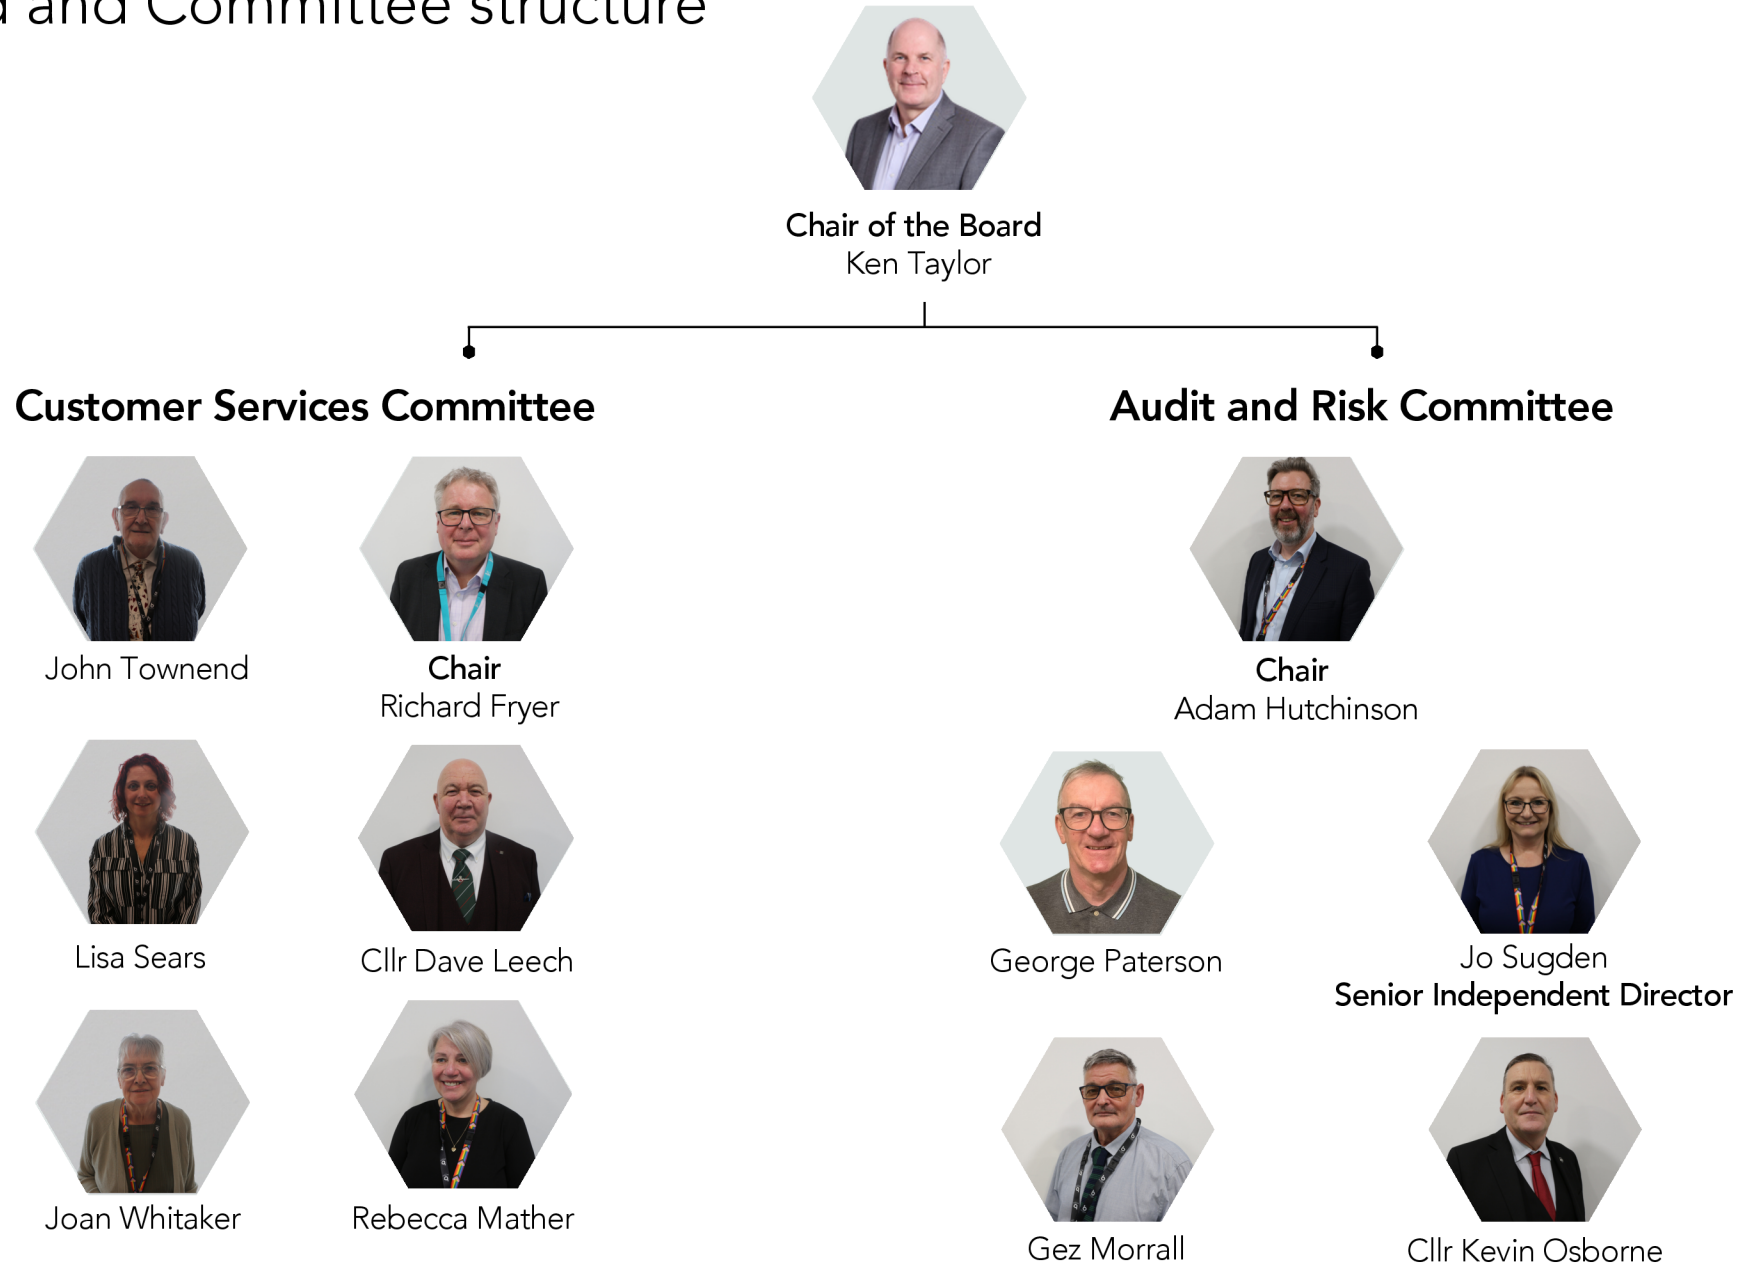 and Committee structure
Chair of the Board
Ken Taylor
Customer Services Committee
John Townend
Chair
Richard Fryer
Lisa Sears
Cllr Dave Leech
Joan Whitaker
Rebecca Mather
Audit and Risk Committee
Chair
Adam Hutchinson
George Paterson
Jo Sugden
Senior Independent Director
Gez Morrall
Cllr Kevin Osborne